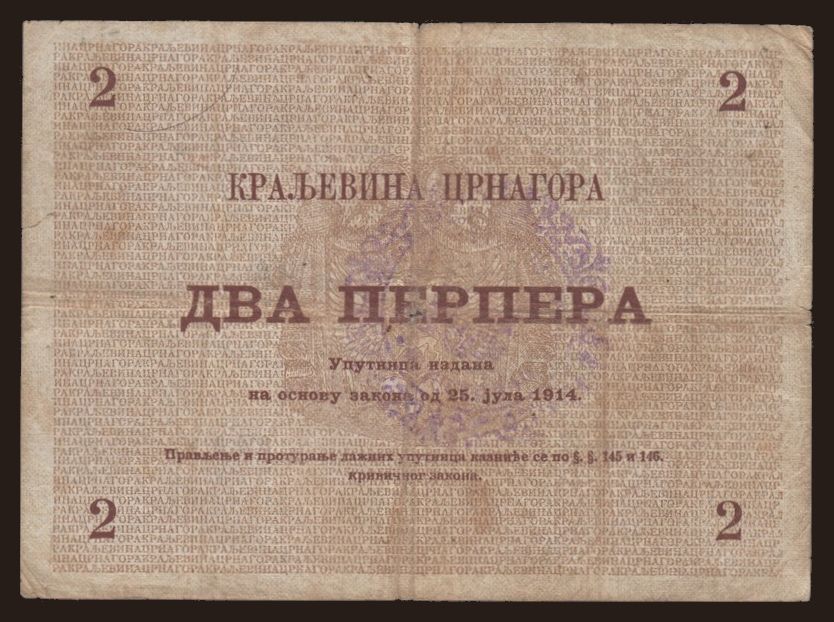 2 2
КРАЉЕВИНА ЦРНАГОРА
ДВА ПЕРПЕРА
Упутница издана
на основу закона од 25. јула 1914.
Прављење и протурање лажних упутница казниће се по §. §. 145 и 146.
кривичног закона.
2 2